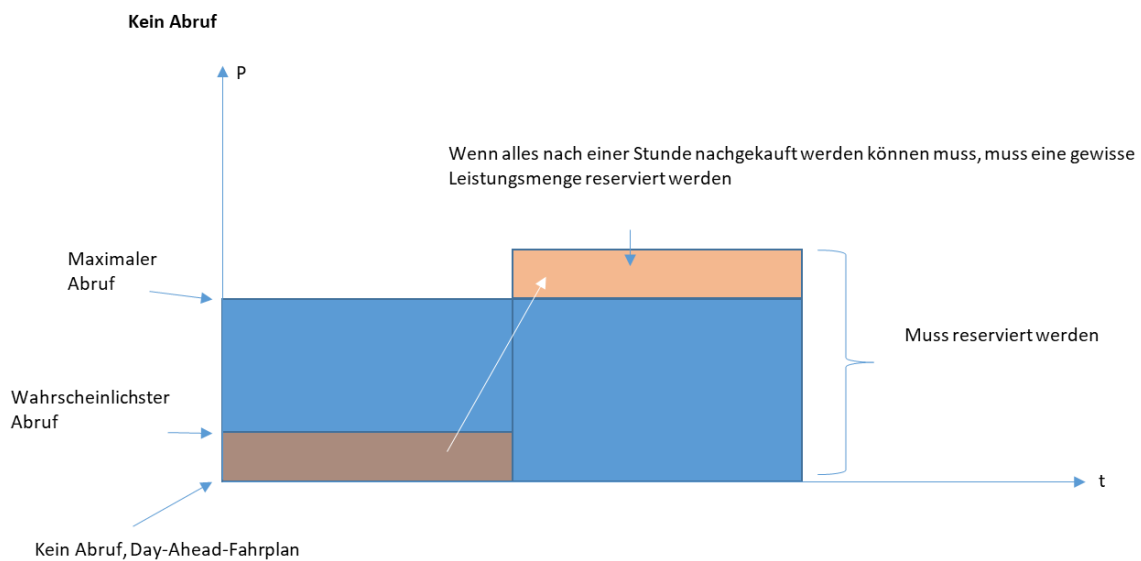 Kein Abruf
P
Wenn alles nach einer Stunde nachgekauft werden können muss, muss eine gewisse
Leistungsmenge reserviert werden
Maximaler
Abruf
Muss reserviert werden
Wahrscheinlichster
Abruf
t
Kein Abruf, Day-Ahead-Fahrplan